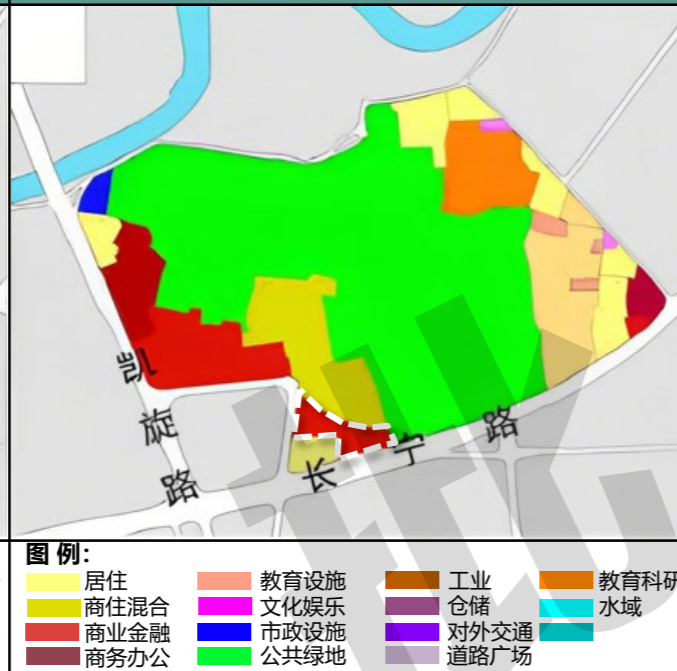 凯
旋
路
长 宁 路
图例：
居住 教育设施 工业 教育科研
商住混合 文化娱乐 仓储 水域
商业金融 市政设施 对外交通
商务办公 公共绿地 道路广场